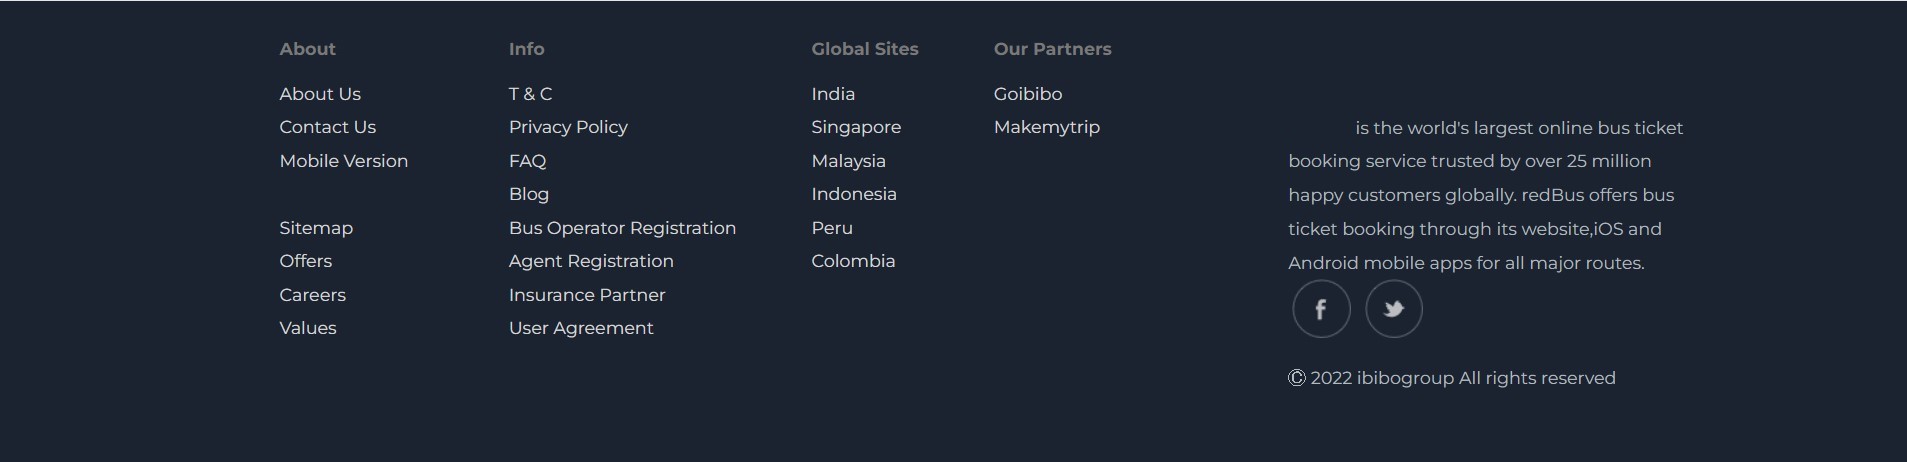 About
About Us
Contact Us
Mobile Version
Sitemap
Offers
Careers
Values
Info
T & C
Privacy Policy
FAQ
Blog
Bus Operator Registration
Agent Registration
Insurance Partner
User Agreement
Global Sites
India
Singapore
Malaysia
Indonesia
Peru
Colombia
Our Partners
Goibibo
Makemytrip
is the world's largest online bus ticket
booking service trusted by over 25 million
happy customers globally. redBus offers bus
ticket booking through its website,iOS and
Android mobile apps for all major routes.
f
Ⓒ 2022 ibibogroup All rights reserved